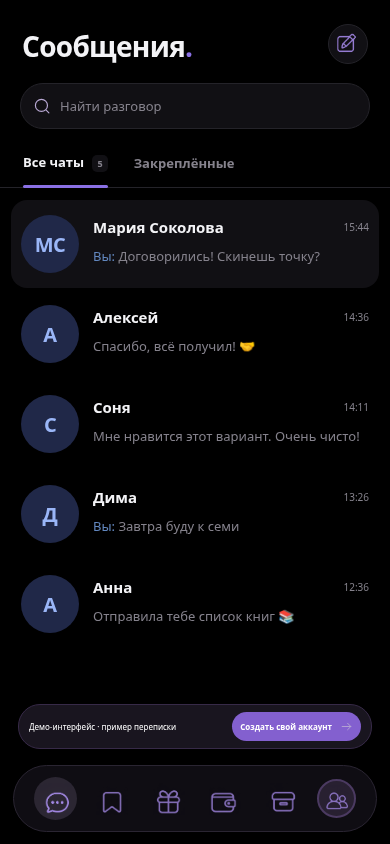 Сообщения.
Найти разговор
Все чаты 5 Закреплённые
МС Мария Соколова 15:44
Вы: Договорились! Скинешь точку?
А Алексей 14:36
Спасибо, всё получил! 🤝
С Соня 14:11
Мне нравится этот вариант. Очень чисто!
Д Дима 13:26
Вы: Завтра буду к семи
А Анна 12:36
Отправила тебе список книг 📚
Демо-интерфейс · пример переписки Создать свой аккаунт →